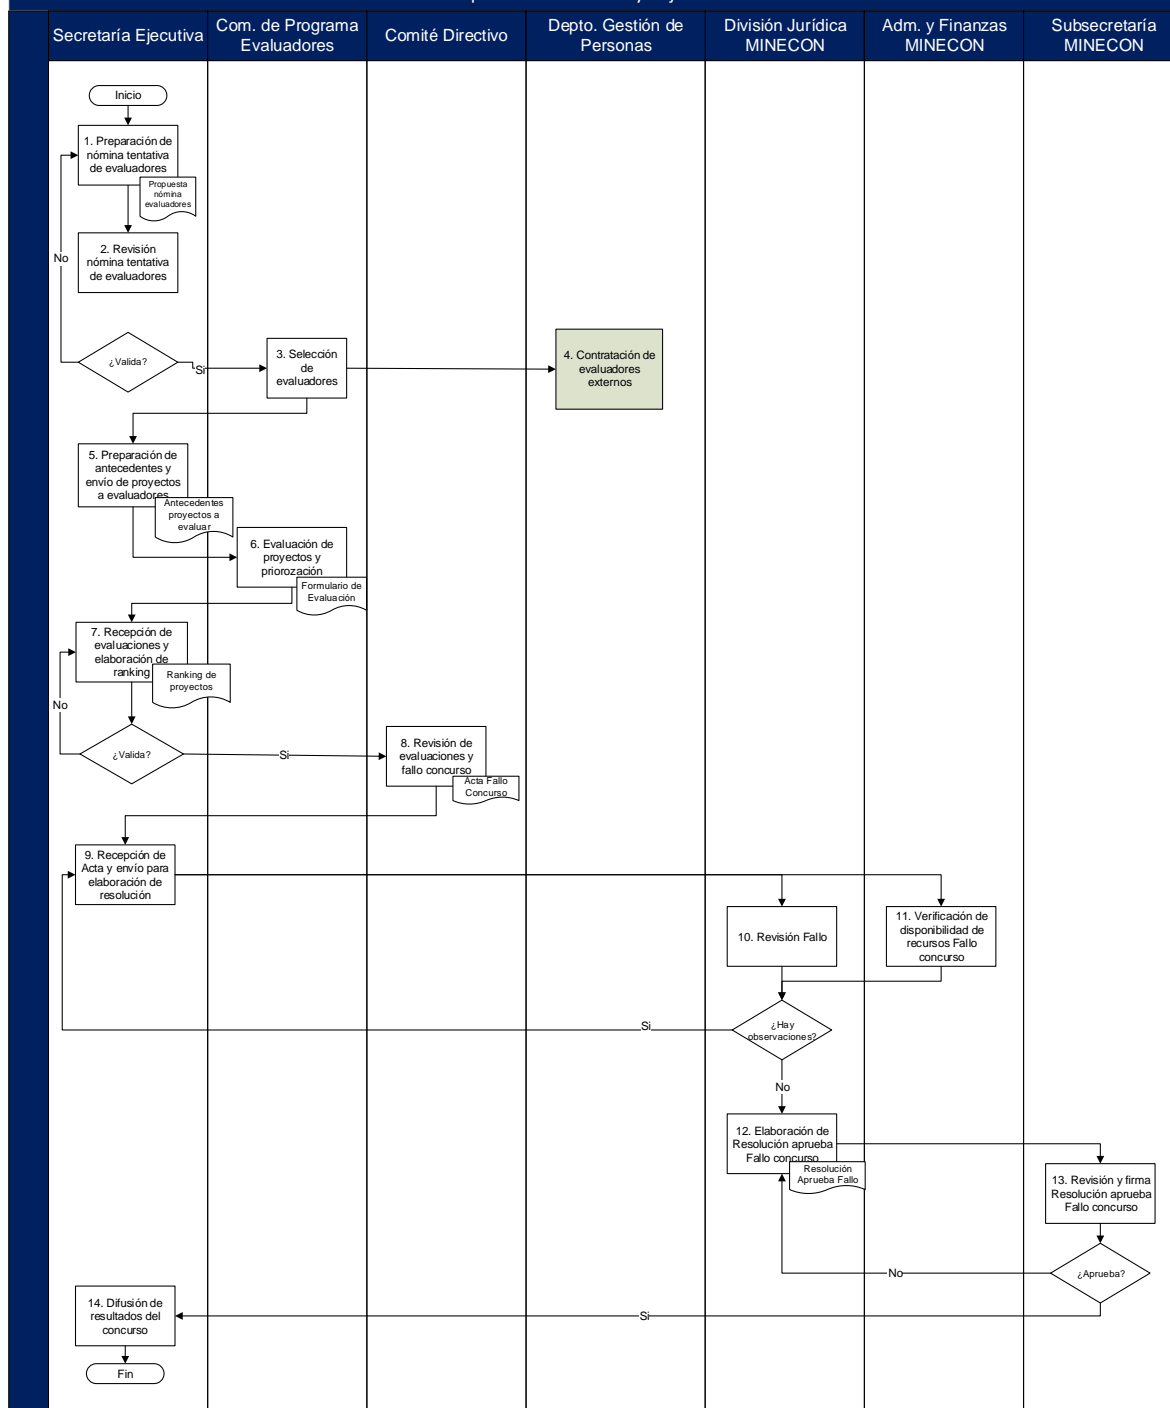 Secretaría Ejecutiva
Com. de Programa
Evaluadores
Comité Directivo
Depto. Gestión de
Personas
División Jurídica
MINECON
Adm. y Finanzas
MINECON
Subsecretaría
MINECON
Inicio
1. Preparación de
nómina tentativa
de evaluadores
Propuesta
nómina
evaluadores
2. Revisión
nómina tentativa
de evaluadores
No
¿Valida?
Si
3. Selección
de
evaluadores
4. Contratación de
evaluadores
externos
5. Preparación de
antecedentes y
envío de proyectos
a evaluadores
Antecedentes
proyectos a
evaluar
6. Evaluación de
proyectos y
priorozación
Formulario de
Evaluación
7. Recepción de
evaluaciones y
elaboración de
ranking
Ranking de
proyectos
No
¿Valida?
Si
8. Revisión de
evaluaciones y
fallo concurso
Acta Fallo
Concurso
9. Recepción de
Acta y envío para
elaboración de
resolución
10. Revisión Fallo
11. Verificación de
disponibilidad de
recursos Fallo
concurso
¿Hay
observaciones?
Si
No
12. Elaboración de
Resolución aprueba
Fallo concurso
Resolución
Aprueba Fallo
13. Revisión y firma
Resolución aprueba
Fallo concurso
¿Aprueba?
No
Si
14. Difusión de
resultados del
concurso
Fin